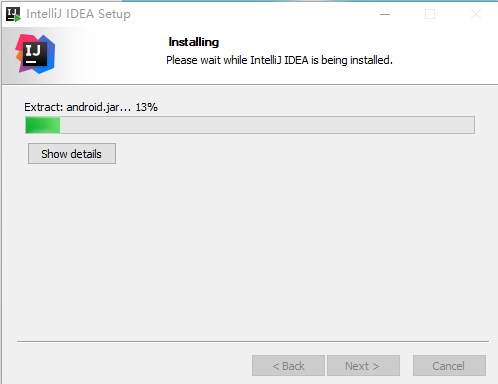 IntelliJ IDEA Setup
IJ
Installing
Please wait while IntelliJ IDEA is being installed.
Extract: android.jar... 13%
Show details
< Back Next > Cancel